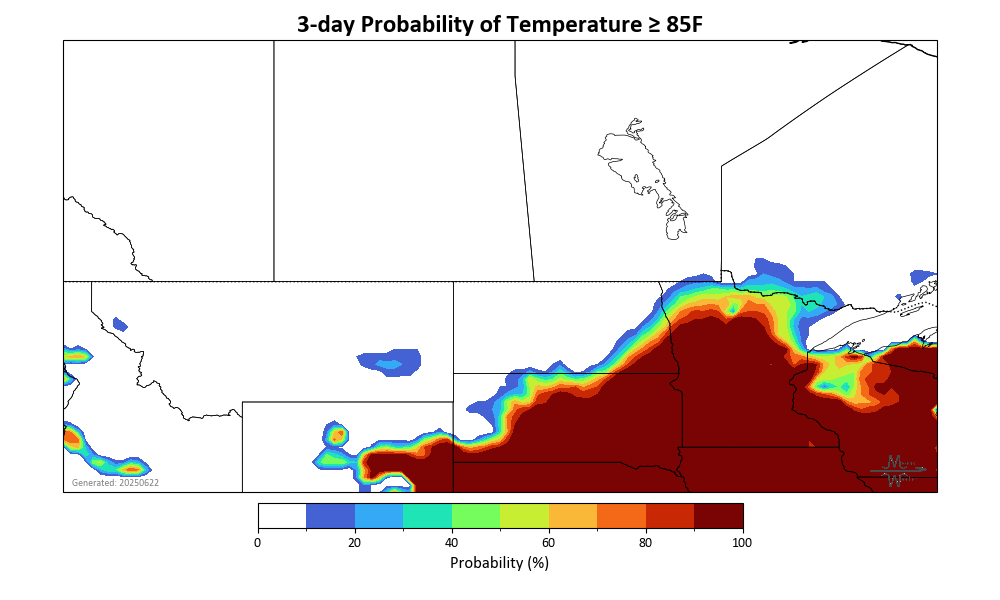 3-day Probability of Temperature ≥ 85F
Generated: 20250622
0 20 40 60 80 100
Probability (%)